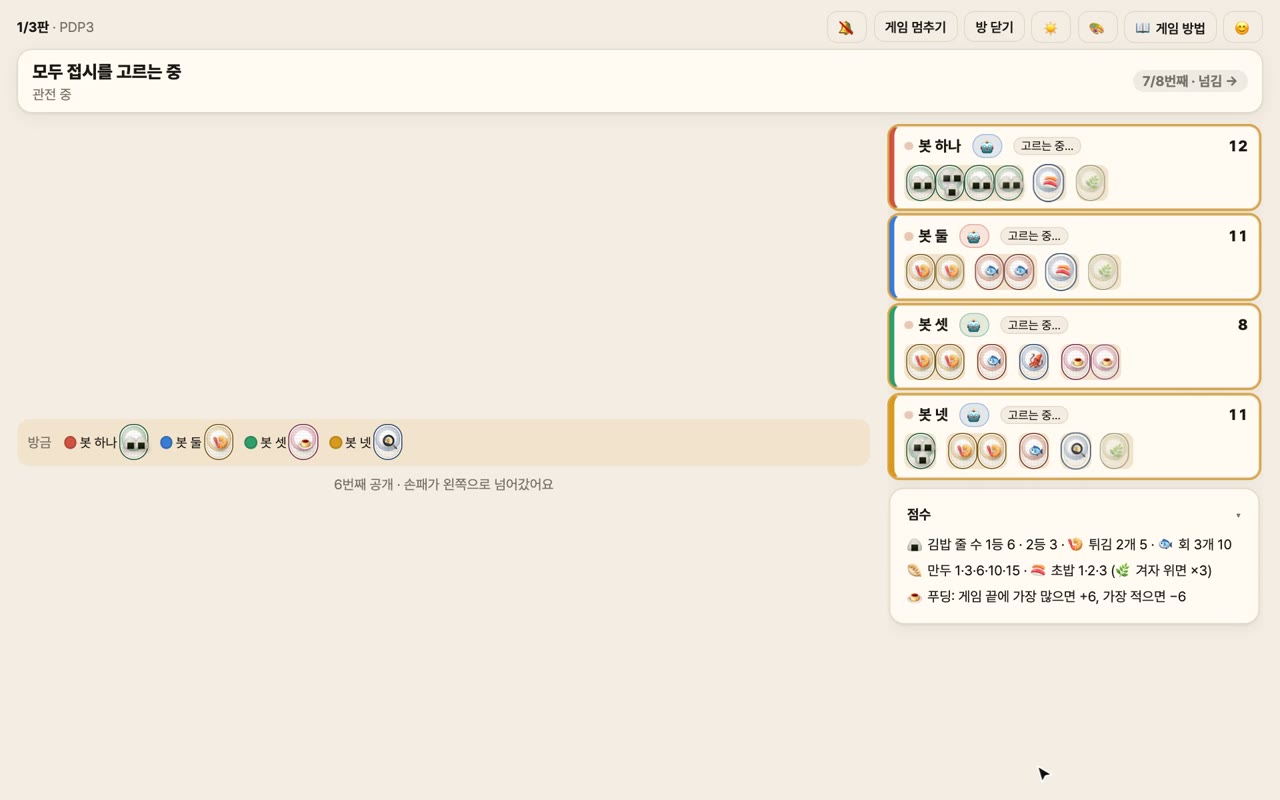 1/3판 · PDP3
게임 멈추기
방 닫기
게임 방법
모두 접시를 고르는 중
관전 중
7/8번째 · 넘김 →
봇 하나 고르는 중... 12
봇 둘 고르는 중... 11
봇 셋 고르는 중... 8
봇 넷 고르는 중... 11
방금 봇 하나 봇 둘 봇 셋 봇 넷
6번째 공개 · 손패가 왼쪽으로 넘어갔어요
점수
김밥 줄 수 1등 6 · 2등 3 · 튀김 2개 5 · 회 3개 10
만두 1·3·6·10·15 · 초밥 1·2·3 (겨자 위면 ×3)
푸딩: 게임 끝에 가장 많으면 +6, 가장 적으면 −6